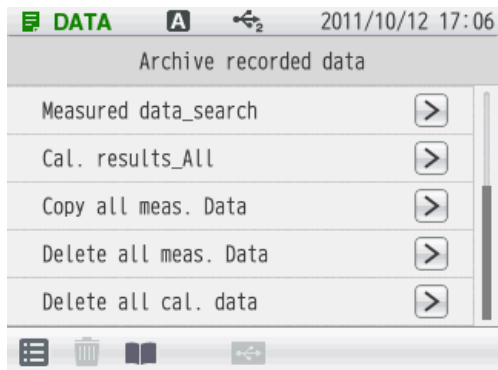 DATA A 2 2011/10/12 17:06
Archive recorded data
Measured data_search
Cal. results_All
Copy all meas. Data
Delete all meas. Data
Delete all cal. data